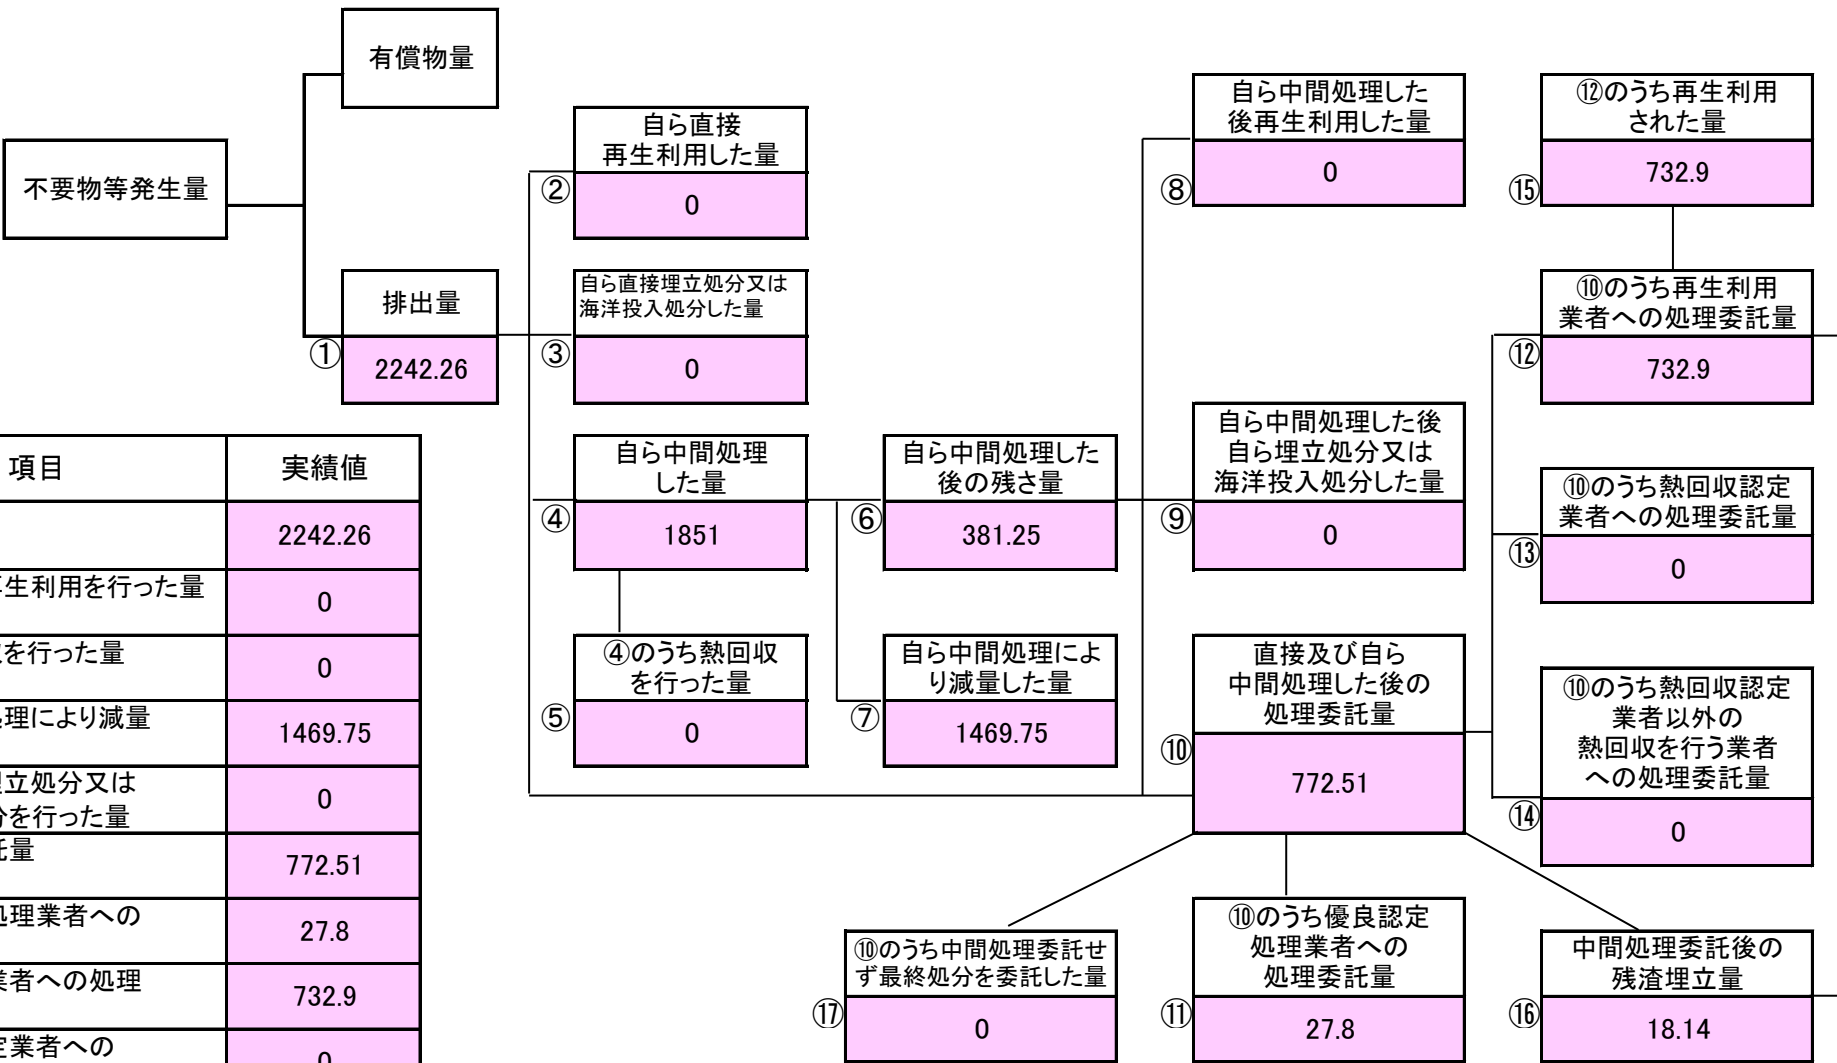 有償物量
不要物等発生量
排出量
①
2242.26
自ら直接
再生利用した量
②
0
自ら直接埋立処分又は
海洋投入処分した量
③
0
自ら中間処理
した量
④
1851
④のうち熱回収
を行った量
⑤
0
自ら中間処理した
後の残さ量
⑥
381.25
自ら中間処理によ
り減量した量
⑦
1469.75
自ら中間処理した
後再生利用した量
⑧
0
自ら中間処理した後
自ら埋立処分又は
海洋投入処分した量
⑨
0
直接及び自ら
中間処理した後の
処理委託量
⑩
772.51
⑫のうち再生利用
された量
⑮
732.9
⑩のうち再生利用
業者への処理委託量
⑫
732.9
⑩のうち熱回収認定
業者への処理委託量
⑬
0
⑩のうち熱回収認定
業者以外の
熱回収を行う業者
への処理委託量
⑭
0
⑩のうち中間処理委託せ
ず最終処分を委託した量
⑰
0
⑩のうち優良認定
処理業者への
処理委託量
⑪
27.8
中間処理委託後の
残渣埋立量
⑯
18.14
項目
実績値
2242.26
生利用を行った量
0
を行った量
0
理により減量
1469.75
立処分又は
を行った量
0
託量
772.51
処理業者への
27.8
業者への処理
732.9
定業者への
0